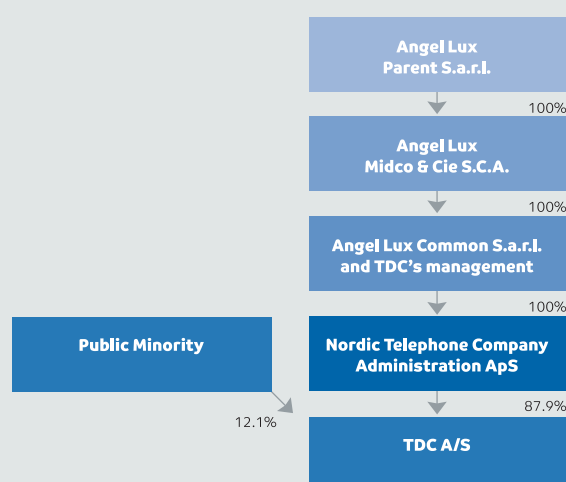 Angel Lux
Parent S.a.r.l.
100%
Angel Lux
Midco & Cie S.C.A.
100%
Angel Lux Common S.a.r.l.
and TDC's management
100%
Public Minority
Nordic Telephone Company
Administration ApS
12.1%
87.9%
TDC A/S